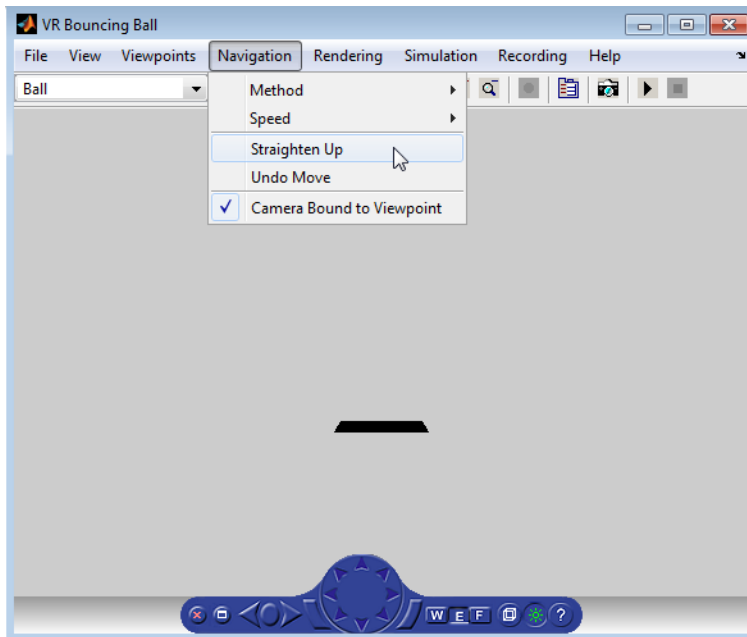 VR Bouncing Ball
File View Viewpoints Navigation Rendering Simulation Recording Help
Ball
Method
Speed
Straighten Up
Undo Move
Camera Bound to Viewpoint
W E F ?